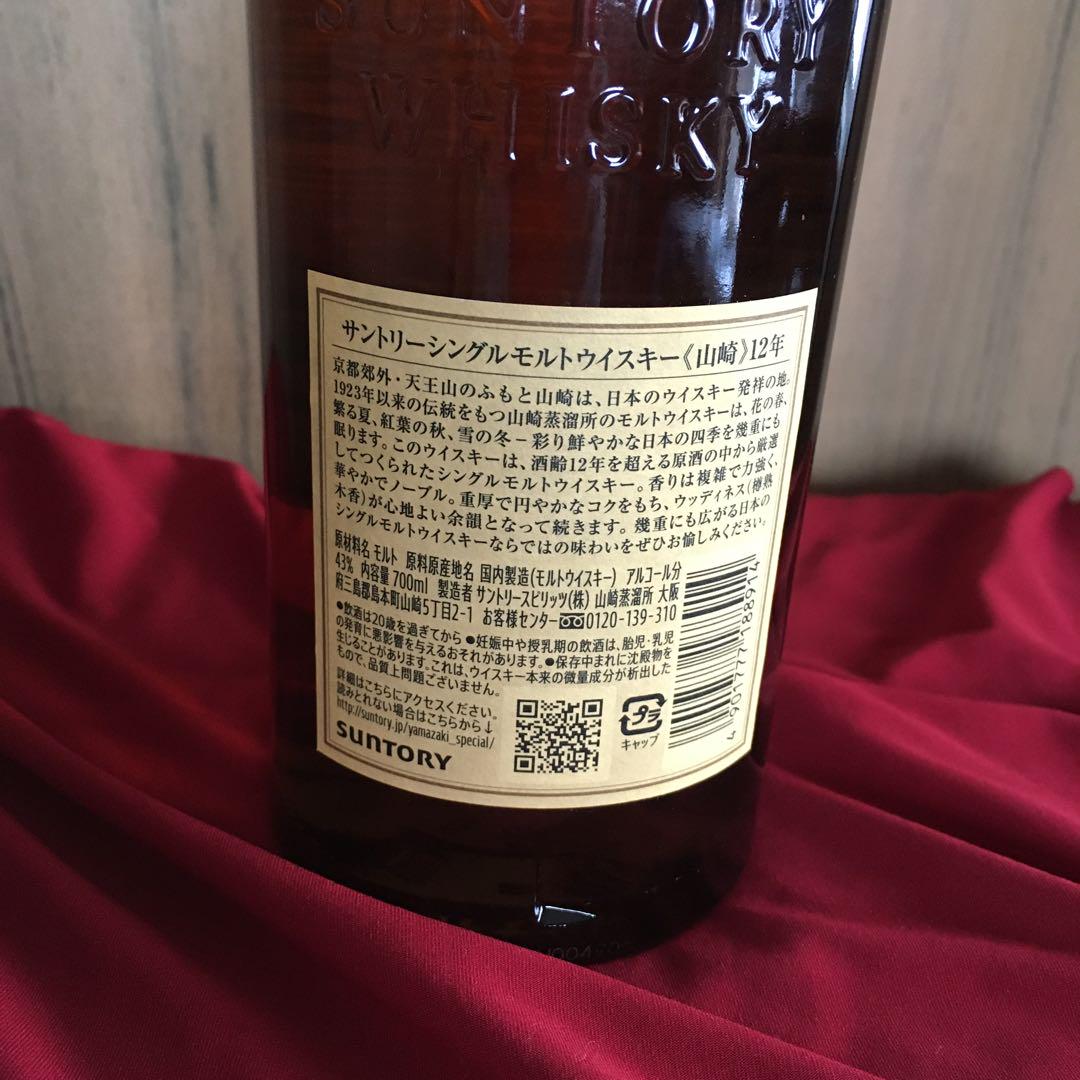 SUNTORY
WHISKY
サントリーシングルモルトウイスキー《山崎》12年
京都郊外・天王山のふもと山崎は、日本のウイスキー発祥の地。
1923年以来の伝統をもつ山崎蒸溜所のモルトウイスキーは、花の春、
繁る夏、紅葉の秋、雪の冬－彩り鮮やかな日本の四季を幾重にも
眠ります。このウイスキーは、酒齢12年を超える原酒の中から厳選
してつくられたシングルモルトウイスキー。香りは複雑で力強く、
華やかでノーブル。重厚で円やかなコクをもち、ウッディネス(樽熟
木香)が心地よい余韻となって続きます。幾重にも広がる日本の
シングルモルトウイスキーならではの味わいをぜひお愉しみください。
原材料名 モルト 原料原産地名 国内製造(モルトウイスキー) アルコール分
43% 内容量700ml 製造者 サントリースピリッツ(株) 山崎蒸溜所 大阪
府三島郡島本町山崎5丁目2-1 お客様センター 0120-139-310
●飲酒は20歳を過ぎてから ●妊娠中や授乳期の飲酒は、胎児・乳児
の発育に悪影響を与えるおそれがあります。●保存中まれに沈殿物を
生じることがあります。これは、ウイスキー本来の微量成分が析出した
もので、品質上問題ございません。
詳細はこちらにアクセスください。
読みとれない場合はこちらから↓
http://suntory.jp/yamazaki_special/
SUNTORY
プラ
キャップ
4 901777 188914